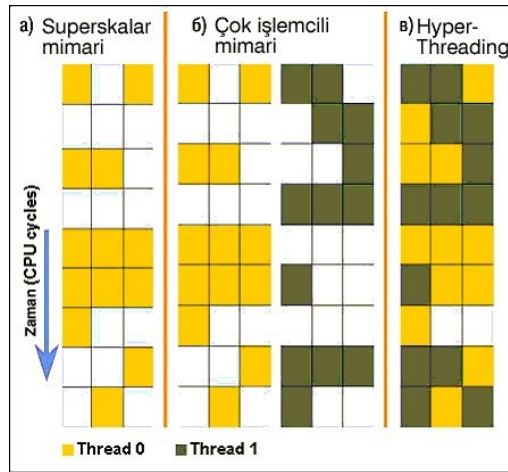 а) Superskalar
mimari
б) Çok işlemcili
mimari
в) Hyper-
Threading
Zaman (CPU cycles)
Thread 0
Thread 1